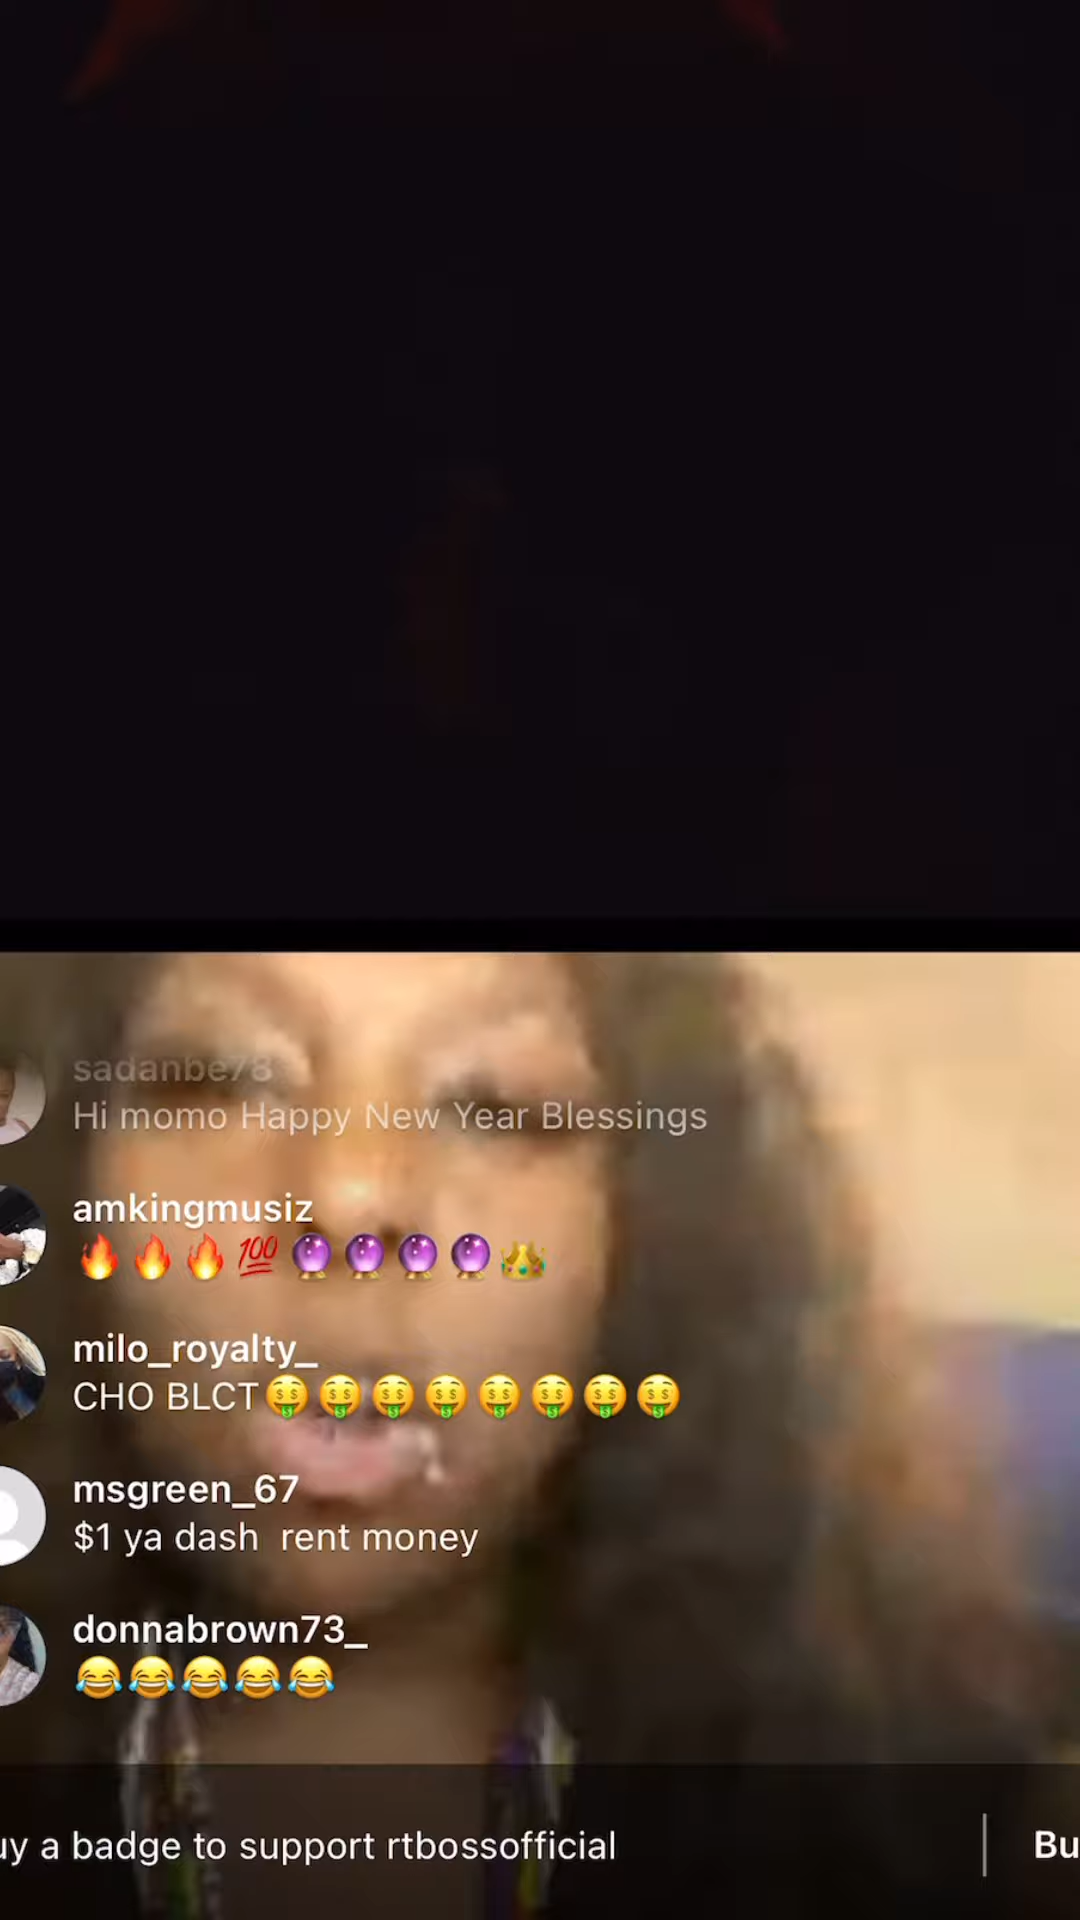 sadanbe78
Hi momo Happy New Year Blessings
amkingmusiz
🔥🔥🔥💯🔮🔮🔮🔮👑
milo_royalty_
CHO BLCT🤑🤑🤑🤑🤑🤑🤑🤑
msgreen_67
$1 ya dash  rent money
donnabrown73_
😂😂😂😂😂
uy a badge to support rtbossofficial
Bu